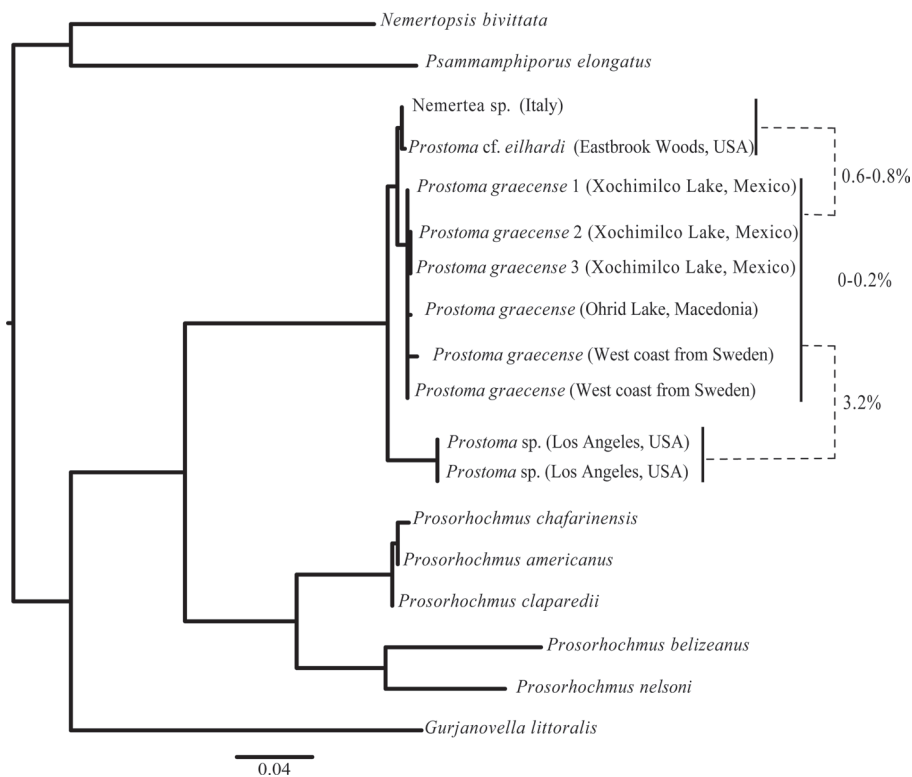 Nemertopsis bivittata
Psammamphiporus elongatus
Nemertea sp. (Italy)
Prostoma cf. eilhardi (Eastbrook Woods, USA)
0.6-0.8%
Prostoma graecense 1 (Xochimilco Lake, Mexico)
Prostoma graecense 2 (Xochimilco Lake, Mexico)
Prostoma graecense 3 (Xochimilco Lake, Mexico)
0-0.2%
Prostoma graecense (Ohrid Lake, Macedonia)
Prostoma graecense (West coast from Sweden)
Prostoma graecense (West coast from Sweden)
3.2%
Prostoma sp. (Los Angeles, USA)
Prostoma sp. (Los Angeles, USA)
Prosorhochmus chafarinensis
Prosorhochmus americanus
Prosorhochmus claparedii
Prosorhochmus belizeanus
Prosorhochmus nelsoni
Gurjanovella littoralis
0.04